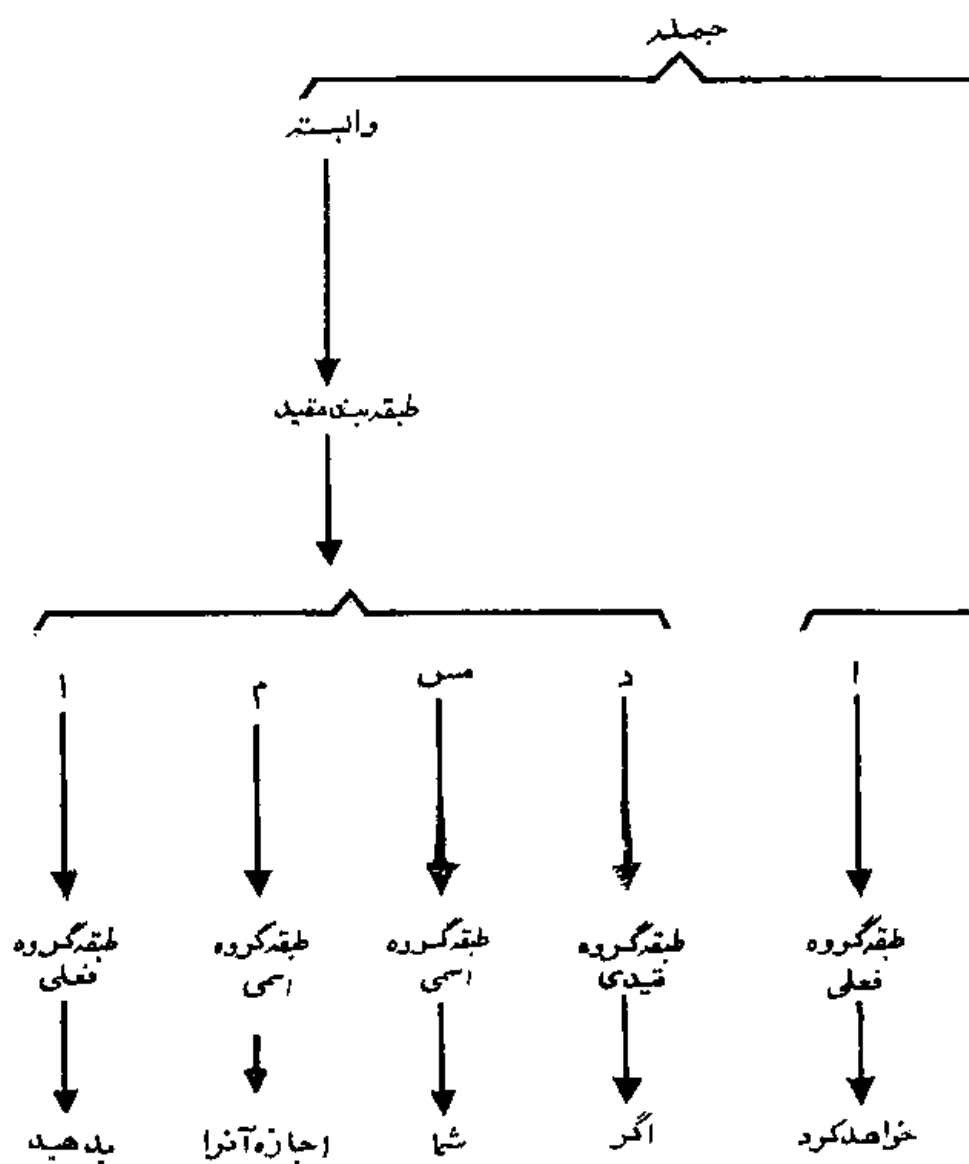 جمله
وابسته
طبقه بندی مقید
ا د مس م ا
طبقه گروه طبقه گروه طبقه گروه طبقه گروه طبقه گروه
فعلی قیدی اسمی اسمی فعلی
خواهد کرد اگر شما اجازه آنرا بدهید